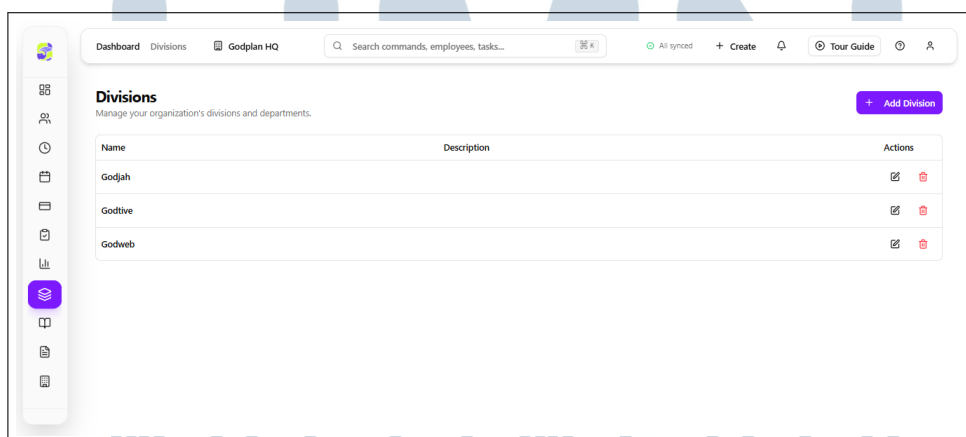 Dashboard Divisions Godplan HQ Search commands, employees, tasks... ⌘ K All synced + Create Tour Guide
Divisions
Manage your organization's divisions and departments.
+ Add Division
Name Description Actions
Godjah
Godtive
Godweb